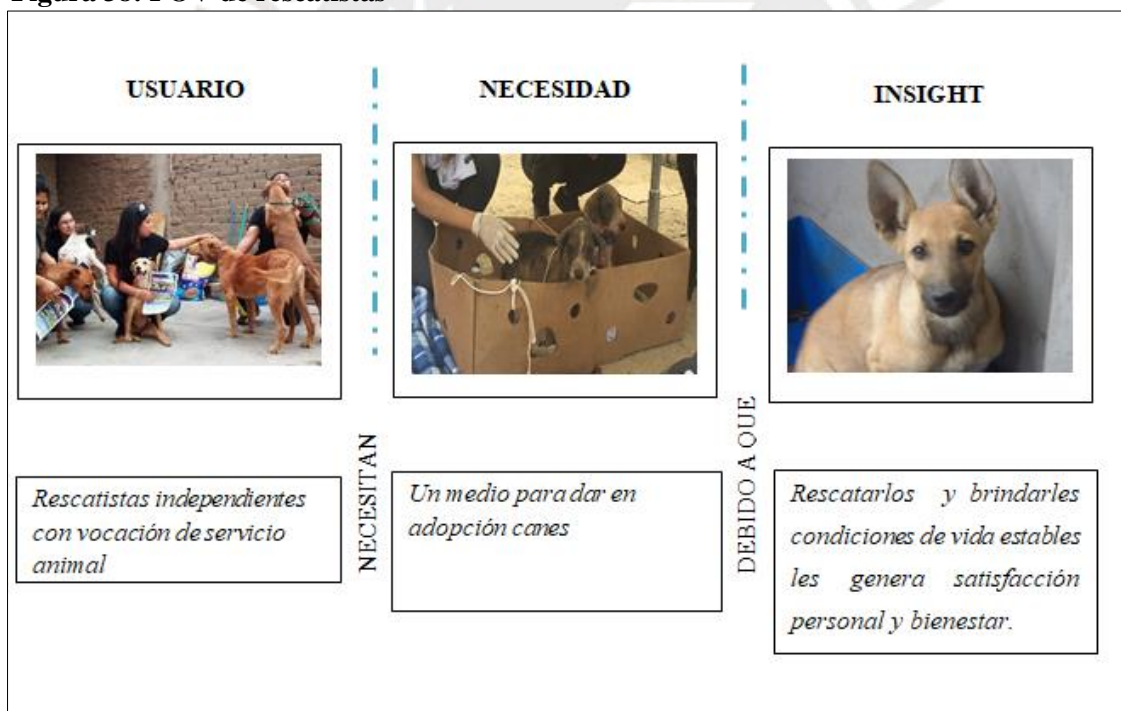 USUARIO
NECESIDAD
INSIGHT
Rescatistas independientes
con vocación de servicio
animal
NECESITAN
Un medio para dar en
adopción canes
DEBIDO A QUE
Rescatarlos y brindarles
condiciones de vida estables
les genera satisfacción
personal y bienestar.